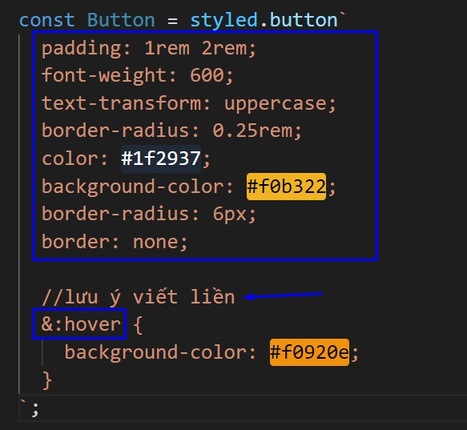 const Button = styled.button`
padding: 1rem 2rem;
font-weight: 600;
text-transform: uppercase;
border-radius: 0.25rem;
color: #1f2937;
background-color: #f0b322;
border-radius: 6px;
border: none;
//lưu ý viết liền
&:hover {
background-color: #f0920e;
}
`;